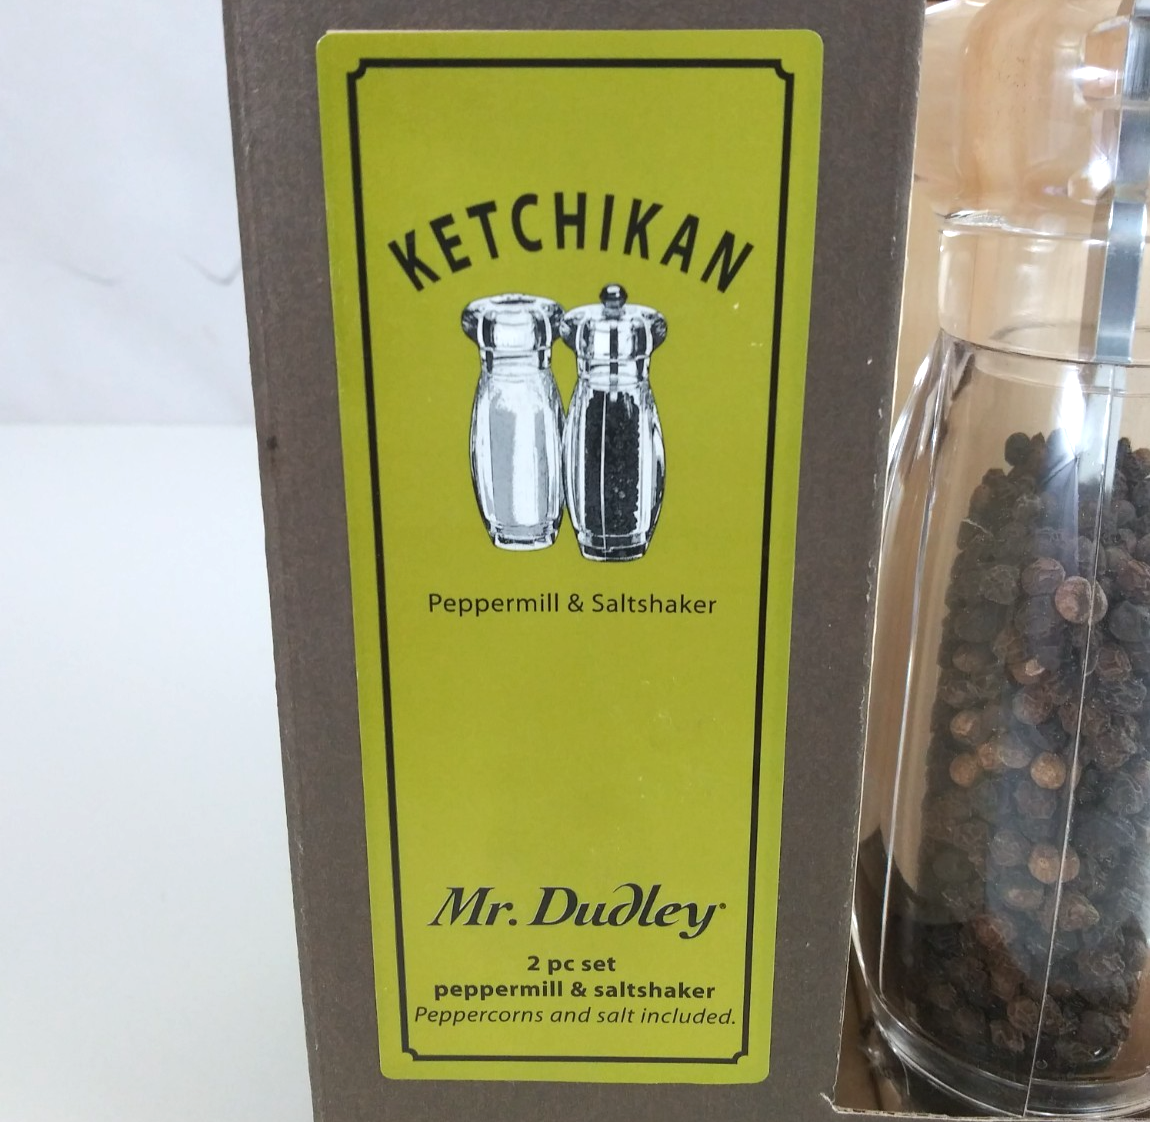 KETCHIKAN
Peppermill & Saltshaker
Mr. Dudley®
2 pc set
peppermill & saltshaker
Peppercorns and salt included.